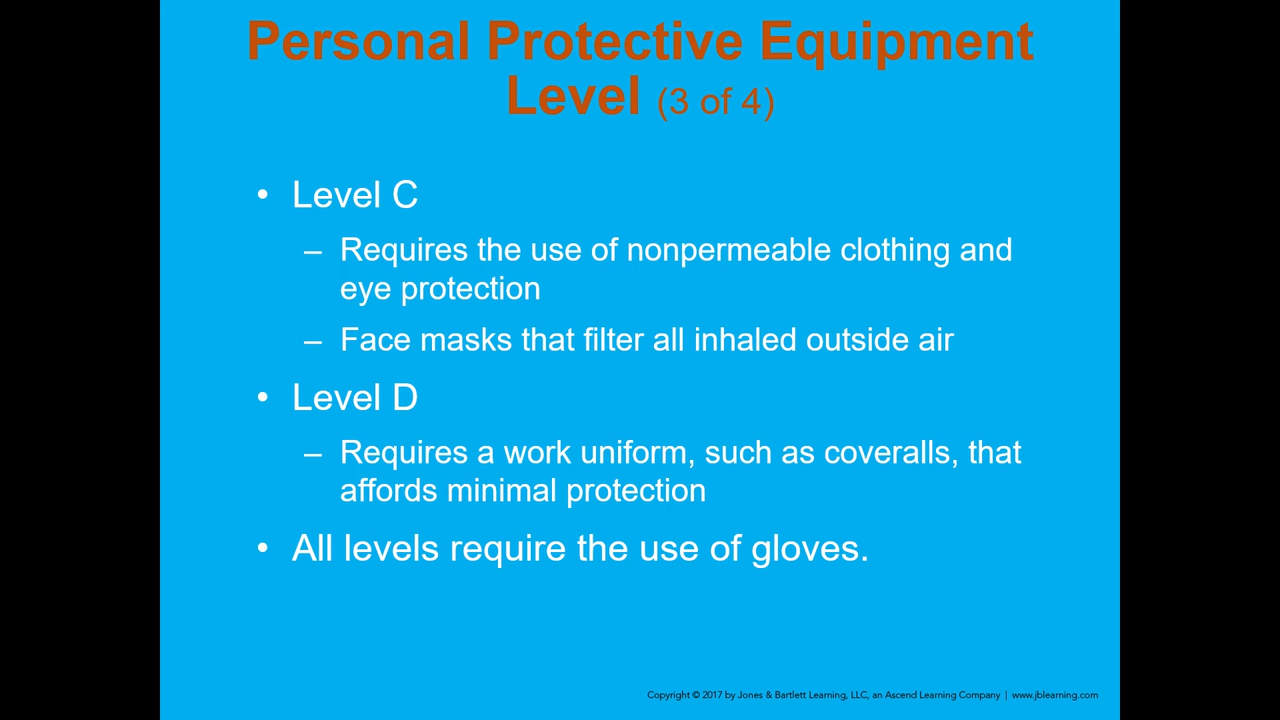 Personal Protective Equipment
Level (3 of 4)
• Level C
– Requires the use of nonpermeable clothing and
eye protection
– Face masks that filter all inhaled outside air
• Level D
– Requires a work uniform, such as coveralls, that
affords minimal protection
• All levels require the use of gloves.
Copyright © 2017 by Jones & Bartlett Learning, LLC, an Ascend Learning Company | www.jblearning.com